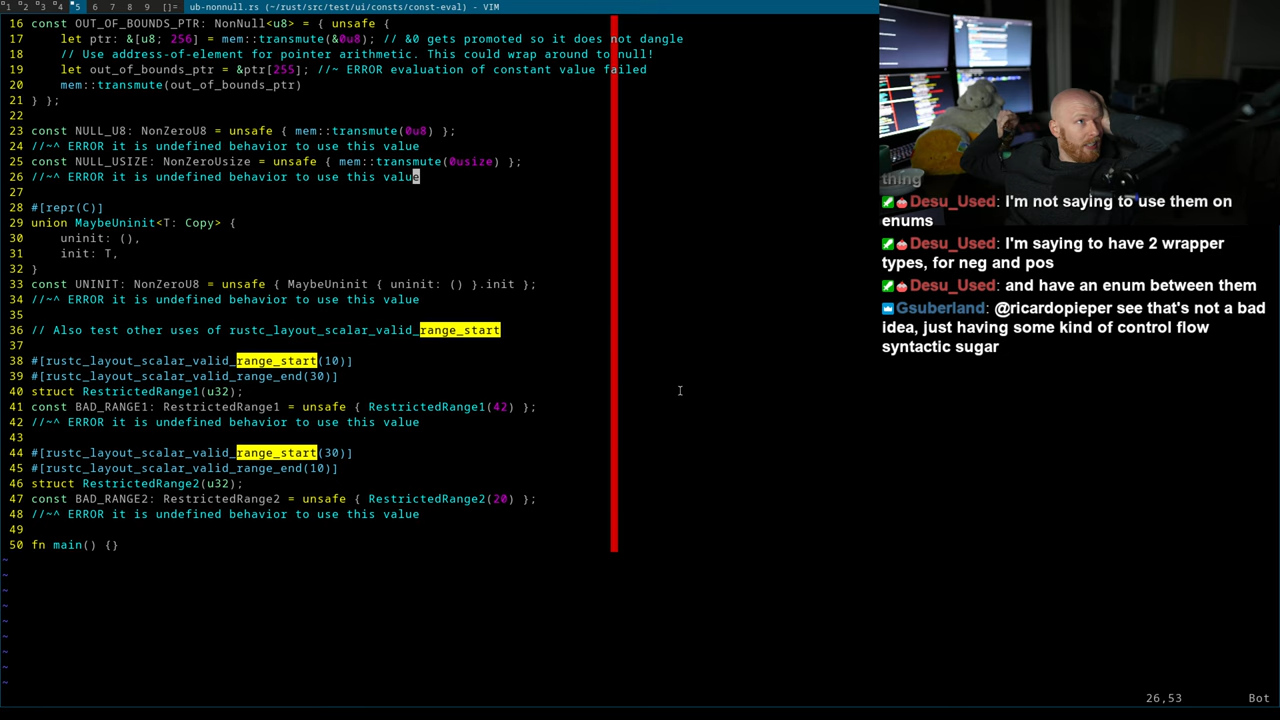 1 2 3 4 5 6 7 8 9 []= ub-nonnull.rs (~/rust/src/test/ui/consts/const-eval) - VIM
16 const OUT_OF_BOUNDS_PTR: NonNull<u8> = { unsafe {
17     let ptr: &[u8; 256] = mem::transmute(&0u8); // &0 gets promoted so it does not dangle
18     // Use address-of-element for pointer arithmetic. This could wrap around to null!
19     let out_of_bounds_ptr = &ptr[255]; //~ ERROR evaluation of constant value failed
20     mem::transmute(out_of_bounds_ptr)
21 } };
22
23 const NULL_U8: NonZeroU8 = unsafe { mem::transmute(0u8) };
24 //~^ ERROR it is undefined behavior to use this value
25 const NULL_USIZE: NonZeroUsize = unsafe { mem::transmute(0usize) };
26 //~^ ERROR it is undefined behavior to use this value
27
28 #[repr(C)]
29 union MaybeUninit<T: Copy> {
30     uninit: (),
31     init: T,
32 }
33 const UNINIT: NonZeroU8 = unsafe { MaybeUninit { uninit: () }.init };
34 //~^ ERROR it is undefined behavior to use this value
35
36 // Also test other uses of rustc_layout_scalar_valid_range_start
37
38 #[rustc_layout_scalar_valid_range_start(10)]
39 #[rustc_layout_scalar_valid_range_end(30)]
40 struct RestrictedRange1(u32);
41 const BAD_RANGE1: RestrictedRange1 = unsafe { RestrictedRange1(42) };
42 //~^ ERROR it is undefined behavior to use this value
43
44 #[rustc_layout_scalar_valid_range_start(30)]
45 #[rustc_layout_scalar_valid_range_end(10)]
46 struct RestrictedRange2(u32);
47 const BAD_RANGE2: RestrictedRange2 = unsafe { RestrictedRange2(20) };
48 //~^ ERROR it is undefined behavior to use this value
49
50 fn main() {}
~
~
~
~
~
~
~
~
~
26,53 Bot
thing
Desu_Used: I'm not saying to use them on
enums
Desu_Used: I'm saying to have 2 wrapper
types, for neg and pos
Desu_Used: and have an enum between them
Gsuberland: @ricardopieper see that's not a bad
idea, just having some kind of control flow
syntactic sugar